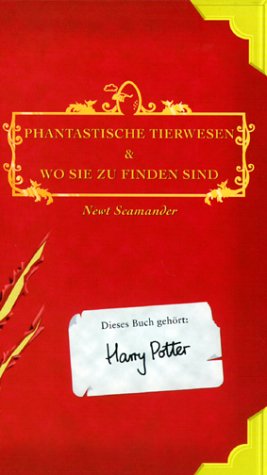 PHANTASTISCHE TIERWESEN
&
WO SIE ZU FINDEN SIND
Newt Scamander
Dieses Buch gehört:
Harry Potter